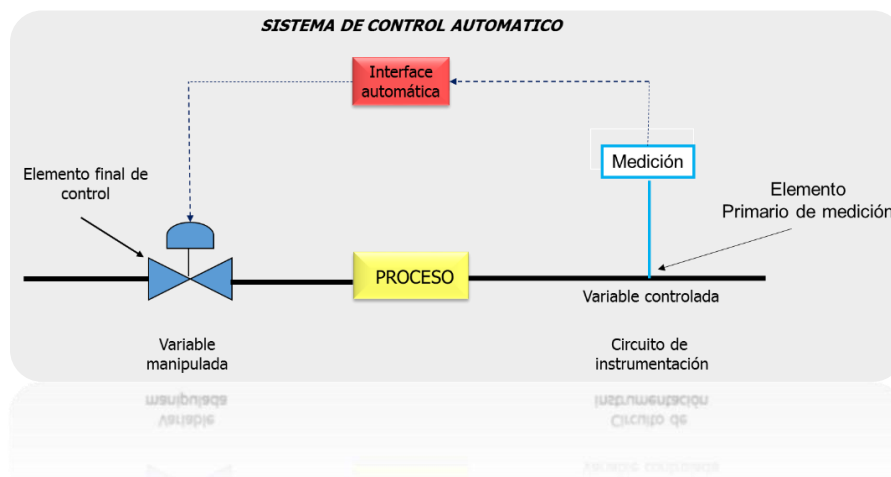 SISTEMA DE CONTROL AUTOMATICO
Interface
automática
Medición
Elemento final de
control
Elemento
Primario de medición
PROCESO
Variable controlada
Variable
manipulada
Circuito de
instrumentación